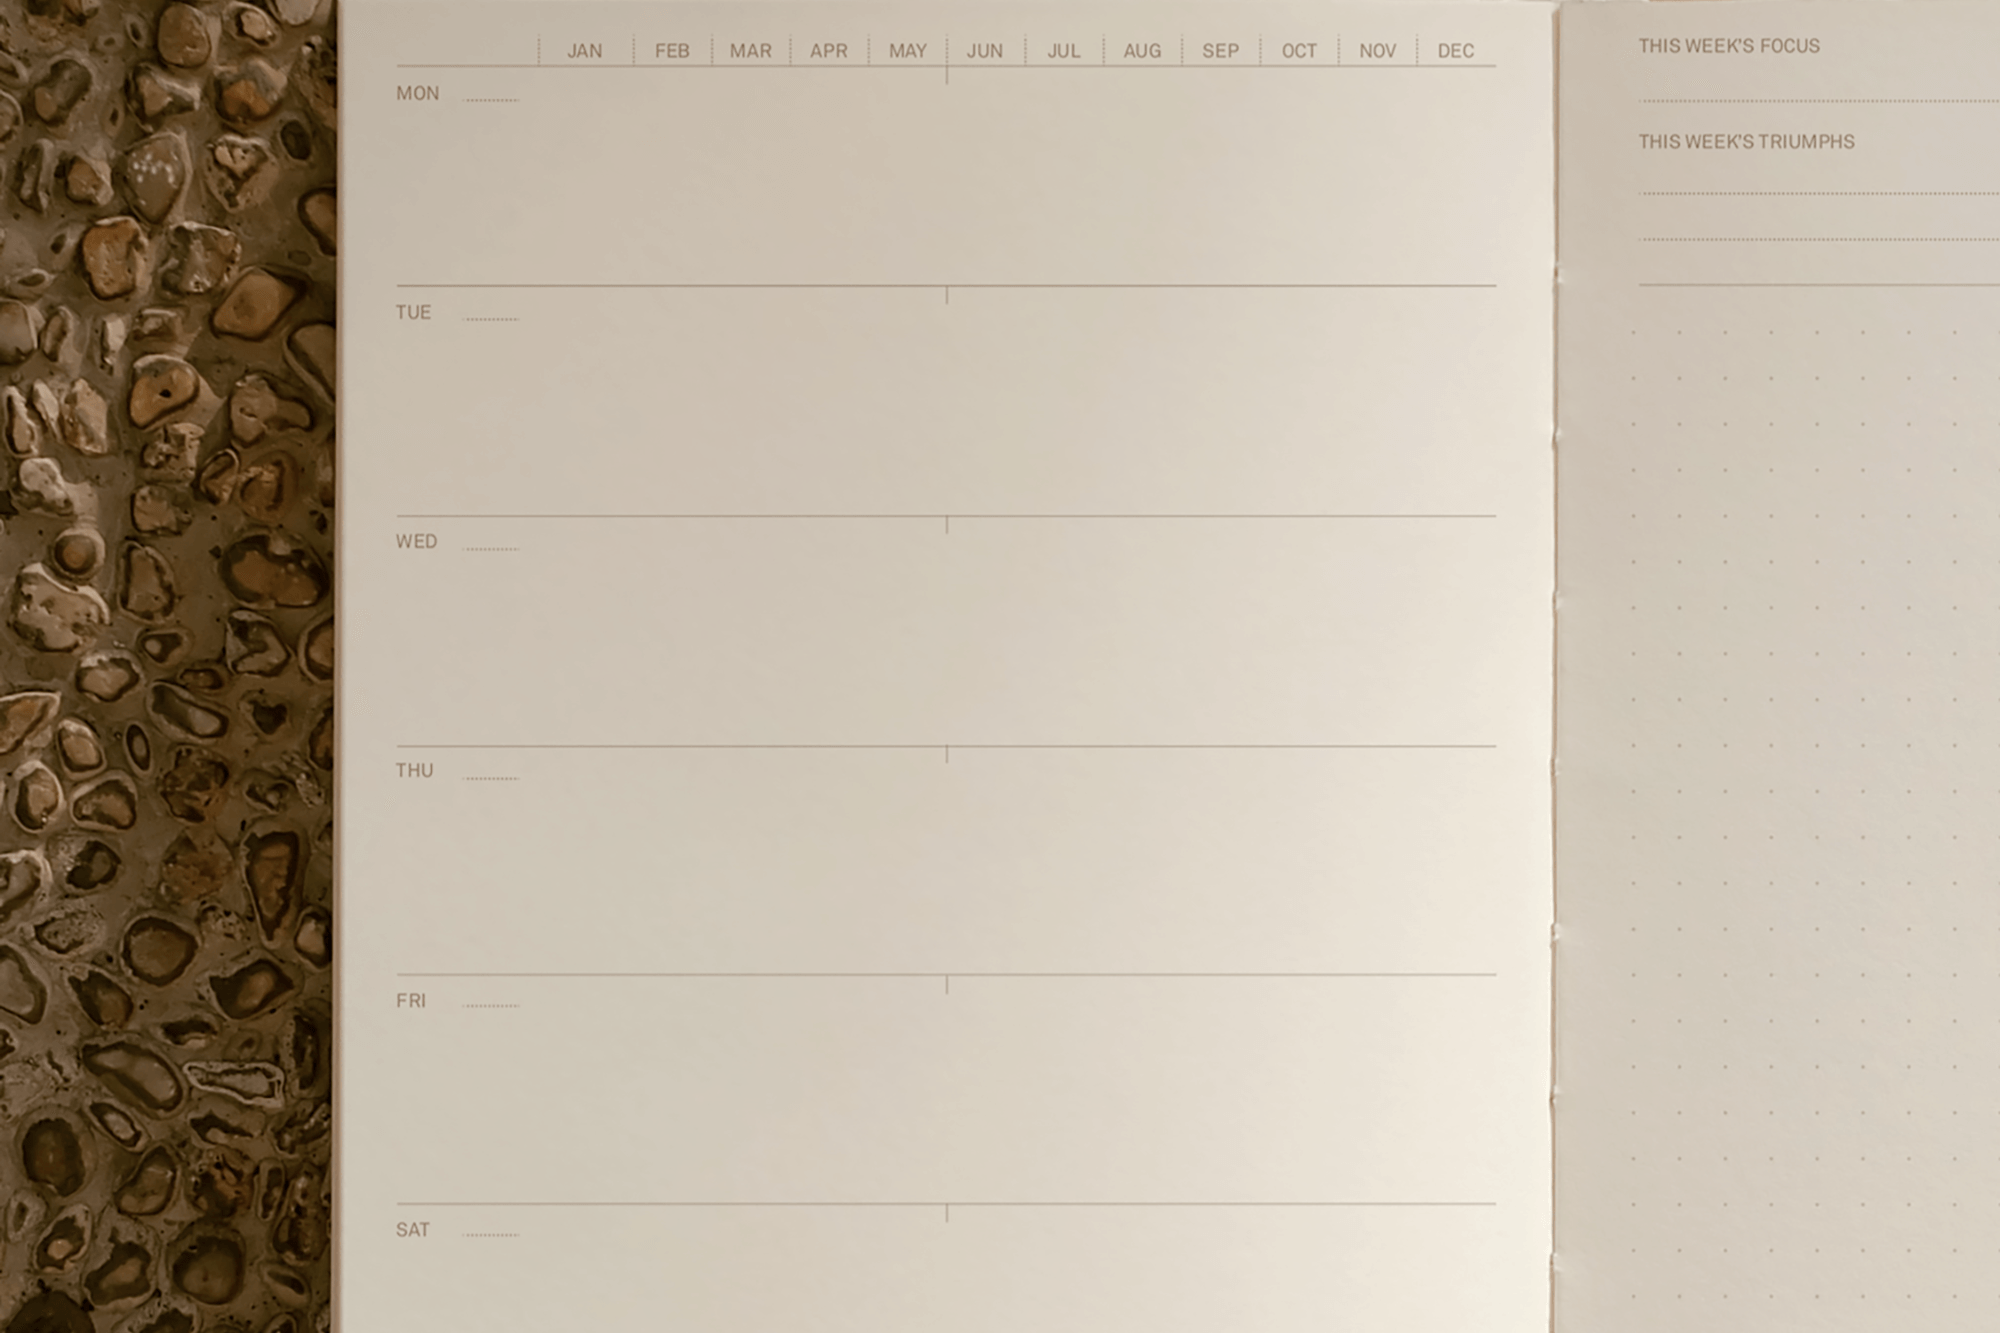 JAN FEB MAR APR MAY JUN JUL AUG SEP OCT NOV DEC
MON
TUE
WED
THU
FRI
SAT
THIS WEEK'S FOCUS
THIS WEEK'S TRIUMPHS